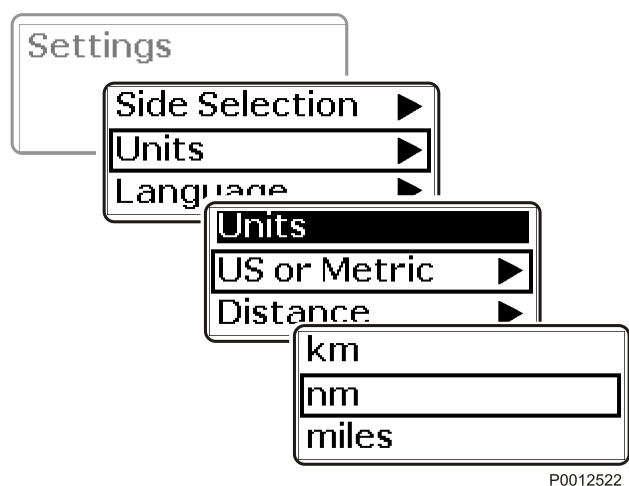 Settings
Side Selection
Units
Language
Units
US or Metric
Distance
km
nm
miles
P0012522